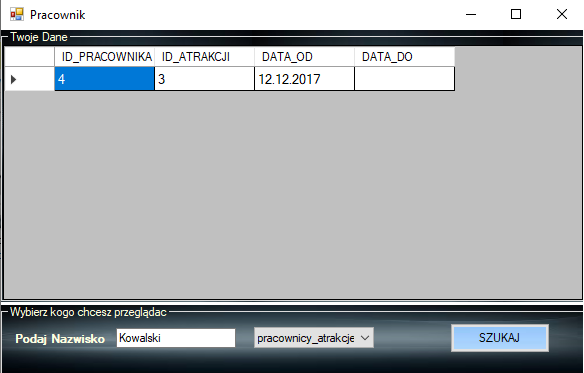 Pracownik
Twoje Dane
ID_PRACOWNIKA ID_ATRAKCJI DATA_OD DATA_DO
4 3 12.12.2017
Wybierz kogo chcesz przeglądac
Podaj Nazwisko Kowalski pracownicy_atrakcje SZUKAJ